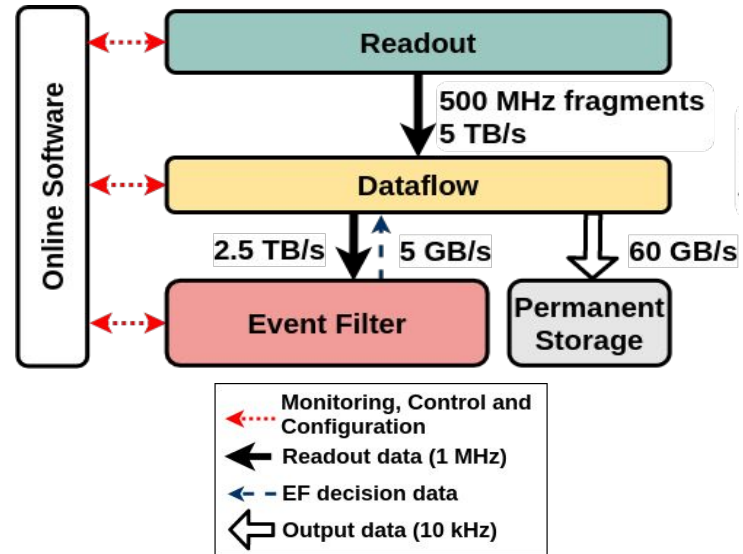 Online Software
Readout
500 MHz fragments
5 TB/s
Dataflow
2.5 TB/s
5 GB/s
60 GB/s
Event Filter
Permanent
Storage
Monitoring, Control and
Configuration
Readout data (1 MHz)
EF decision data
Output data (10 kHz)